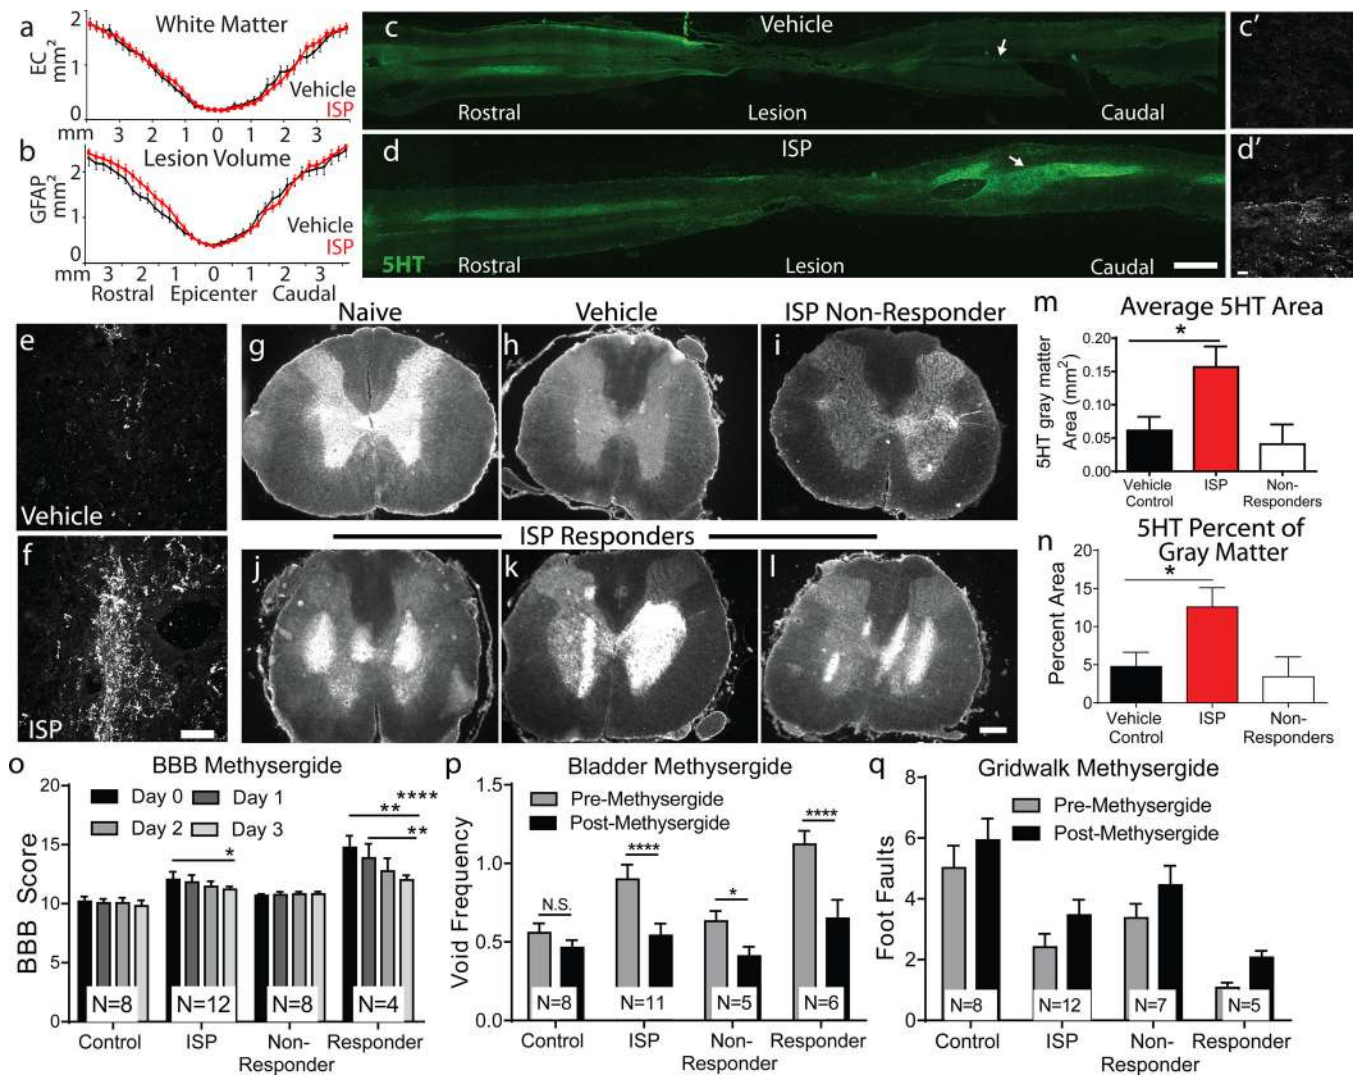 a
White Matter
EC
mm²
2
1
0
Vehicle
ISP
mm 3 2 1 0 1 2 3
b
Lesion Volume
GFAP
mm²
2
1
0
Vehicle
ISP
mm 3 2 1 0 1 2 3
Rostral Epicenter Caudal
c
Vehicle
Rostral Lesion Caudal
c'
d
ISP
5HT
Rostral Lesion Caudal
d'
e
Vehicle
f
ISP
Naive Vehicle ISP Non-Responder
g h i
ISP Responders
j k l
m
Average 5HT Area
*
5HT gray matter
Area (mm²)
0.20
0.15
0.10
0.05
0.00
Vehicle
Control
ISP
Non-
Responders
n
5HT Percent of
Gray Matter
*
Percent Area
20
15
10
5
0
Vehicle
Control
ISP
Non-
Responders
o
BBB Methysergide
Day 0 Day 1
Day 2 Day 3
****
**
**
*
BBB Score
20
15
10
5
0
N=8 N=12 N=8 N=4
Control ISP Non-
Responder
Responder
p
Bladder Methysergide
Pre-Methysergide
Post-Methysergide
N.S. **** * ****
Void Frequency
1.5
1.0
0.5
0.0
N=8 N=11 N=5 N=6
Control ISP Non-
Responder
Responder
q
Gridwalk Methysergide
Pre-Methysergide
Post-Methysergide
Foot Faults
8
6
4
2
0
N=8 N=12 N=7 N=5
Control ISP Non-
Responder
Responder